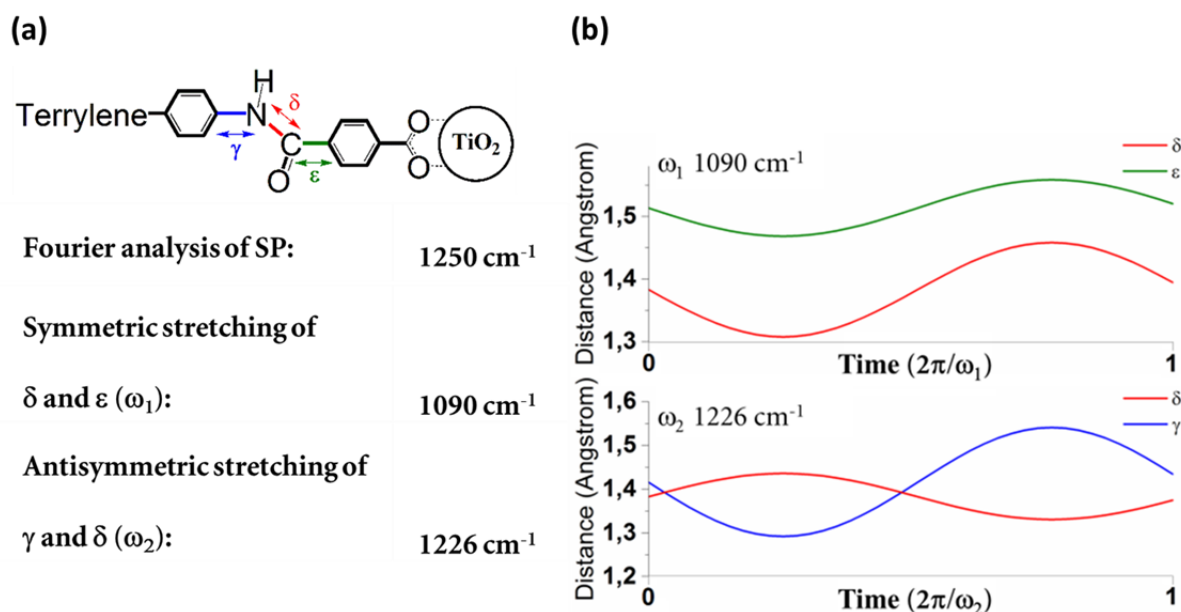 (a)
H
Terrylene
N
δ
γ
C
ε
O
O
O
TiO₂
Fourier analysis of SP: 1250 cm⁻¹
Symmetric stretching of
δ and ε (ω₁): 1090 cm⁻¹
Antisymmetric stretching of
γ and δ (ω₂): 1226 cm⁻¹
(b)
Distance (Angstrom)
ω₁ 1090 cm⁻¹
δ
ε
1,5
1,4
1,3
0
Time (2π/ω₁)
1
Distance (Angstrom)
1,6
ω₂ 1226 cm⁻¹
δ
γ
1,5
1,4
1,3
1,2
0
Time (2π/ω₂)
1